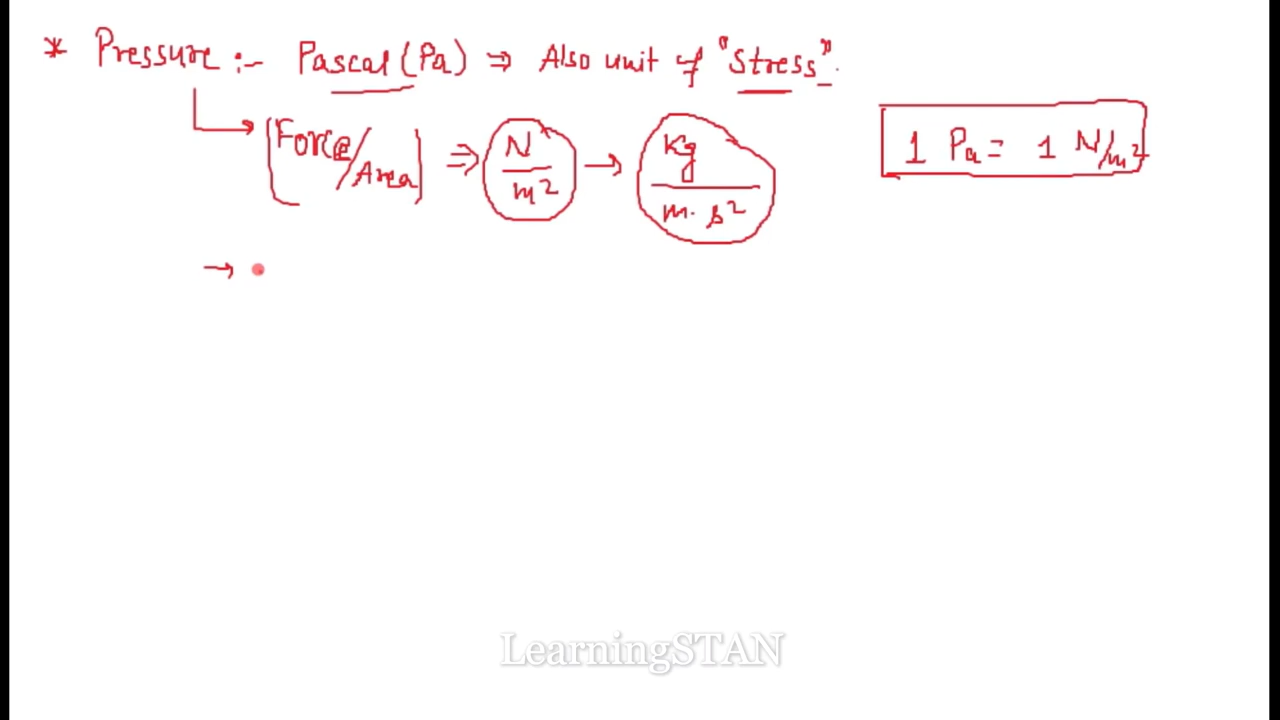 * Pressure :- Pascal (Pa) ⇒ Also unit of "Stress".
↳ [Force/Area] ⇒ N/m² → Kg/m·s²
1 Pa = 1 N/m²
→
LearningSTAN